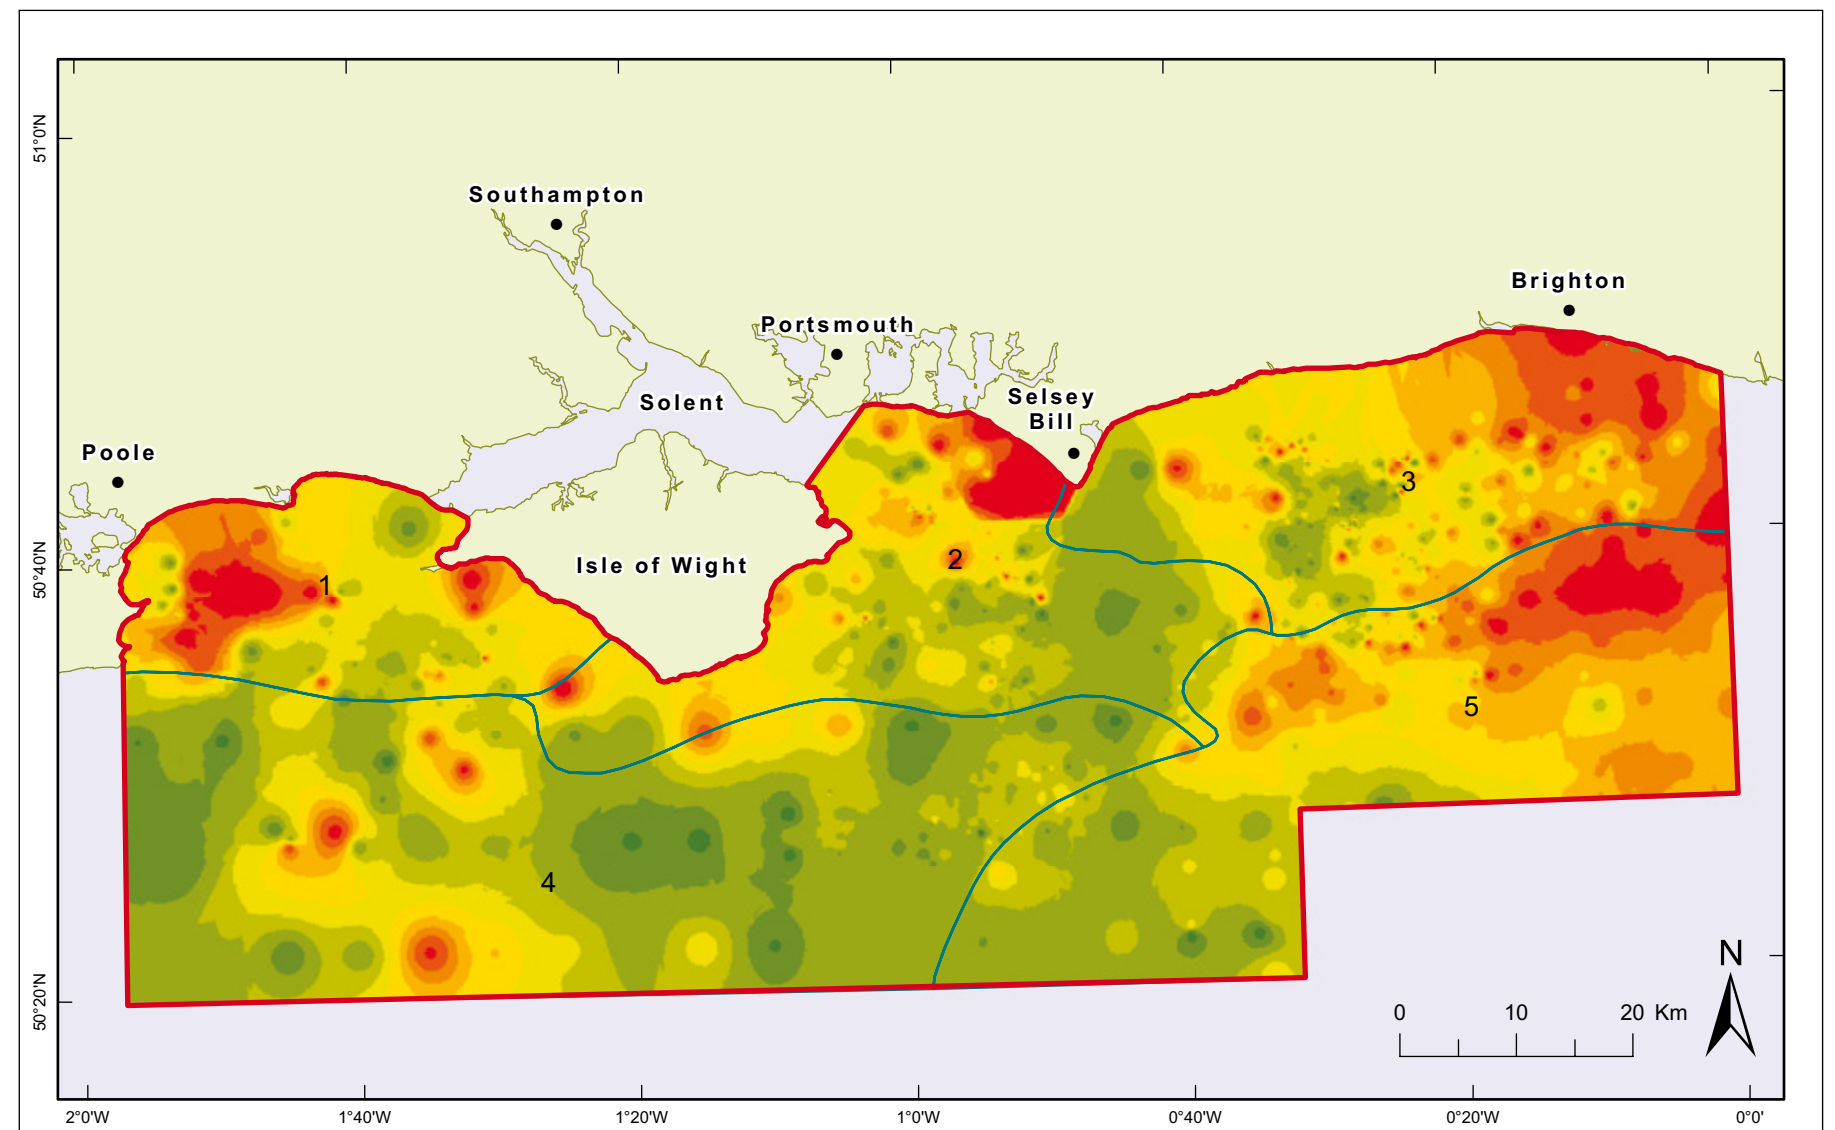 51°0'N
Southampton
Brighton
Portsmouth
Selsey
Bill
Solent
Poole
3
2
50°40'N
Isle of Wight
1
5
4
N
50°20'N
0
10
20 Km
2°0'W
1°40'W
1°20'W
1°0'W
0°40'W
0°20'W
0°0'